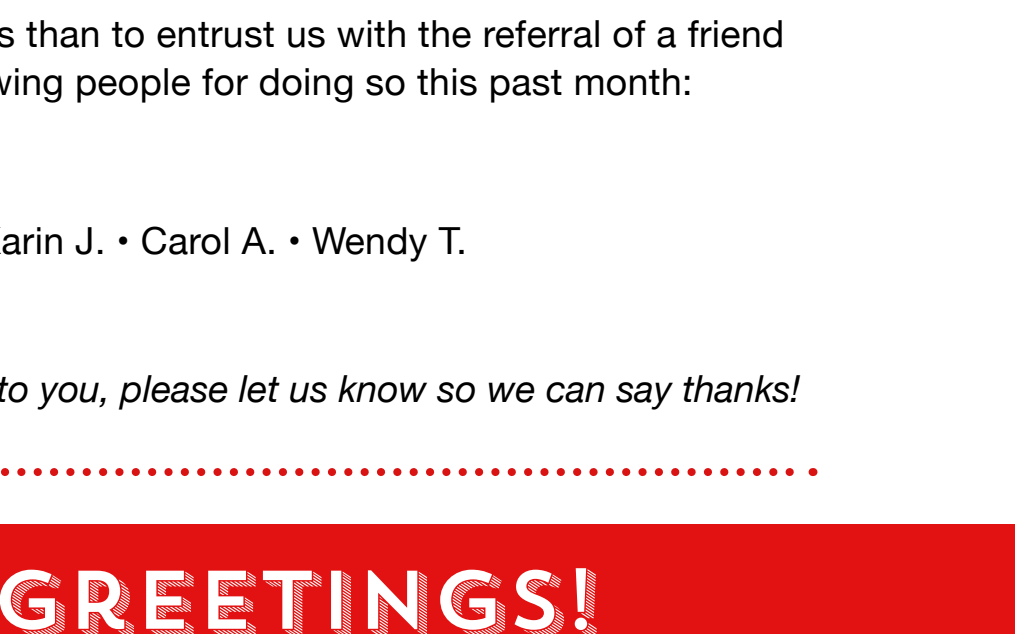 s than to entrust us with the referral of a friend
wing people for doing so this past month:
arin J. • Carol A. • Wendy T.
to you, please let us know so we can say thanks!
GREETINGS!